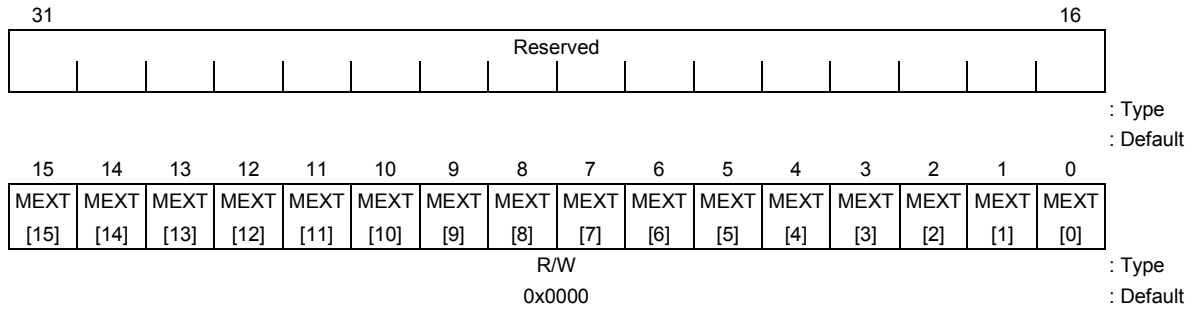 31 16
Reserved
: Type
: Default
15 14 13 12 11 10 9 8 7 6 5 4 3 2 1 0
MEXT MEXT MEXT MEXT MEXT MEXT MEXT MEXT MEXT MEXT MEXT MEXT MEXT MEXT MEXT MEXT
[15] [14] [13] [12] [11] [10] [9] [8] [7] [6] [5] [4] [3] [2] [1] [0]
R/W : Type
0x0000 : Default